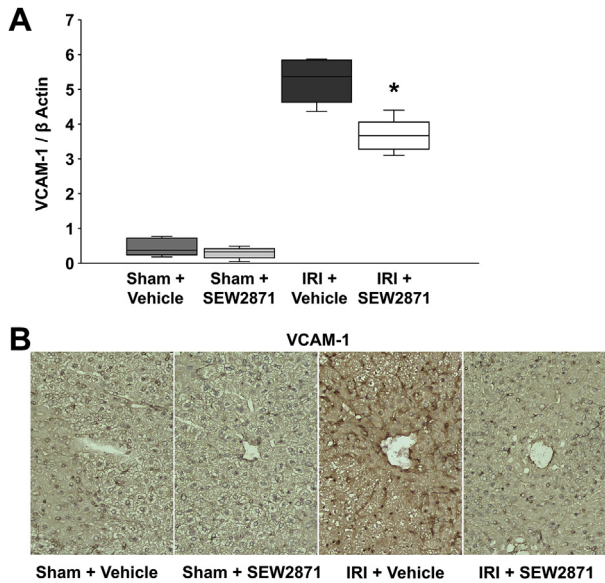 A
7
6
5
4
3
2
1
0
VCAM-1 / β Actin
*
Sham +
Vehicle
Sham +
SEW2871
IRI +
Vehicle
IRI +
SEW2871
B
VCAM-1
Sham + Vehicle
Sham + SEW2871
IRI + Vehicle
IRI + SEW2871